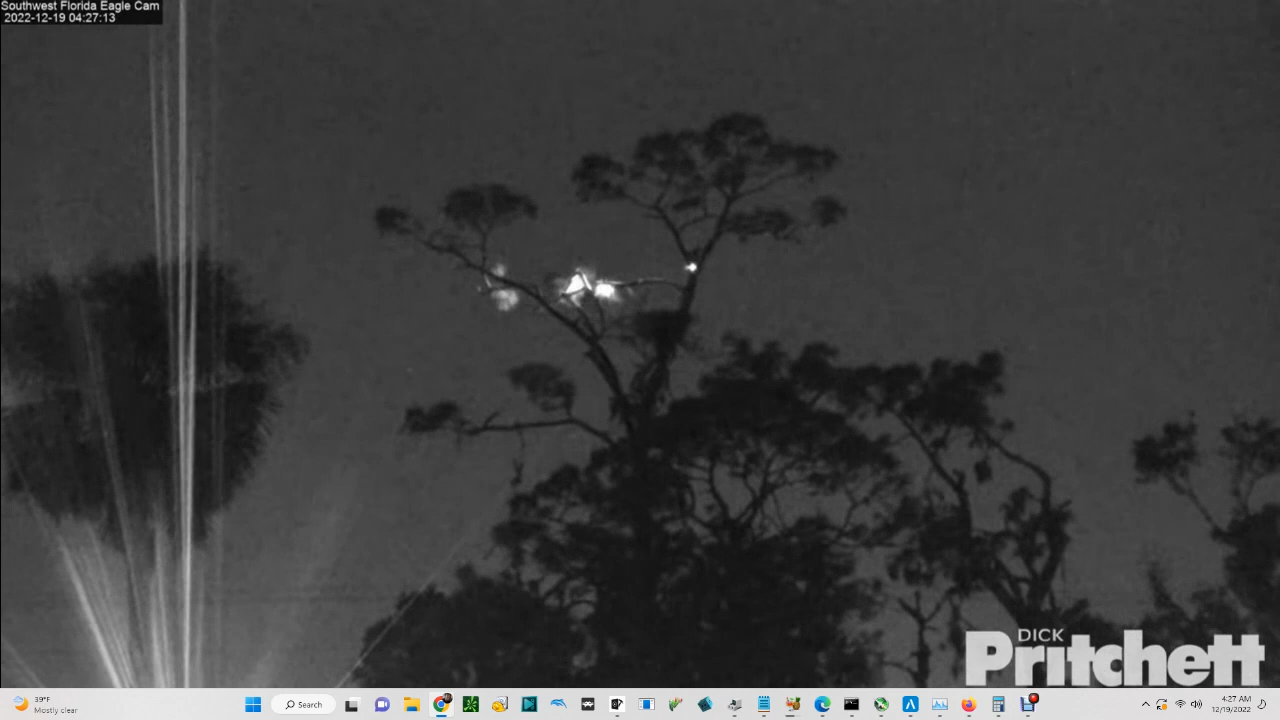 Southwest Florida Eagle Cam
2022-12-19 04:27:13
DICK
Pritchett
39°F
Mostly clear
Search
4:27 AM
12/19/2022